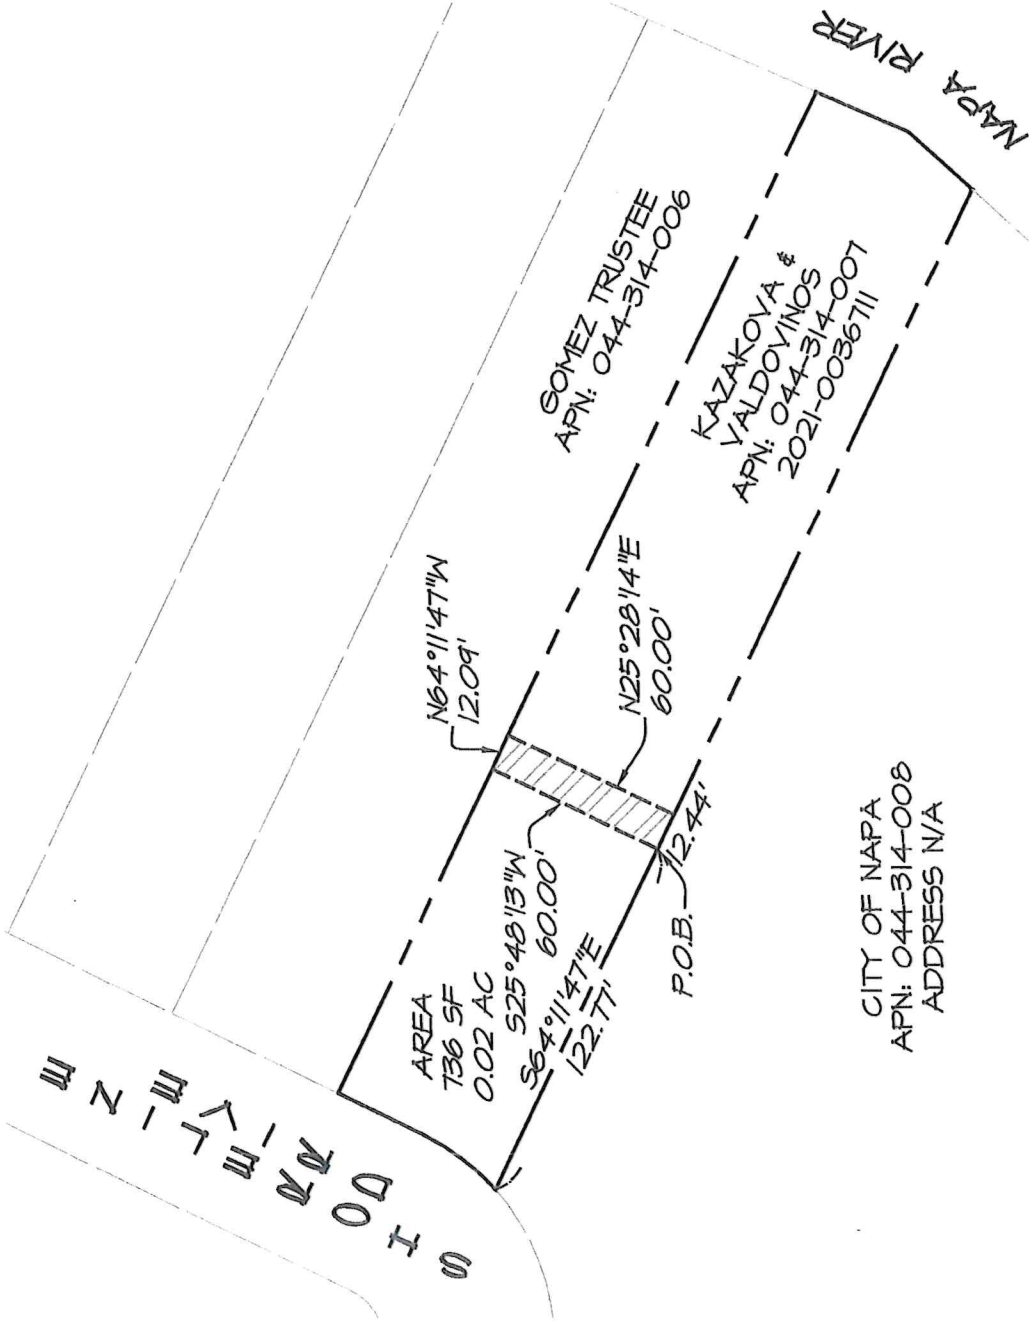 NAPA RIVER
SHORELINE
DRIVE
GOMEZ TRUSTEE
APN: 044-314-006
KAZAKOVA &
VALDOVINOS
APN: 044-314-007
2021-0036711
N64°11'47"W
12.09'
N25°28'14"E
60.00'
AREA
736 SF
0.02 AC
S25°48'13"W
60.00'
S64°11'47"E
122.77'
12.44'
P.O.B.
CITY OF NAPA
APN: 044-314-008
ADDRESS N/A